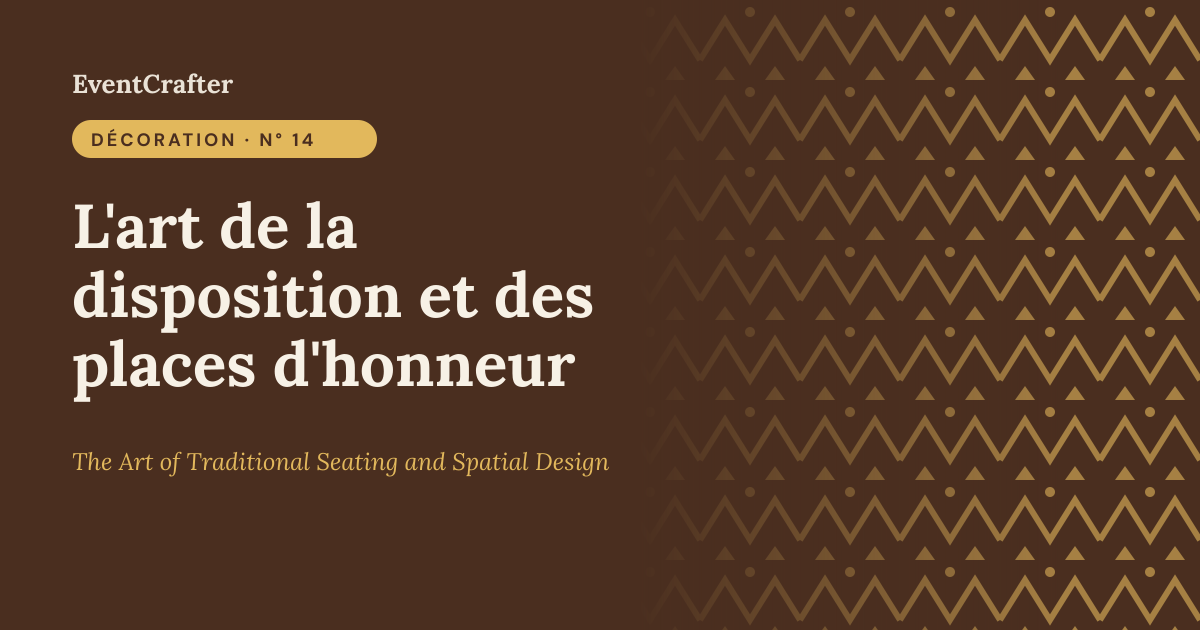 EventCrafter
DÉCORATION · N° 14
L'art de la
disposition et des
places d'honneur
The Art of Traditional Seating and Spatial Design